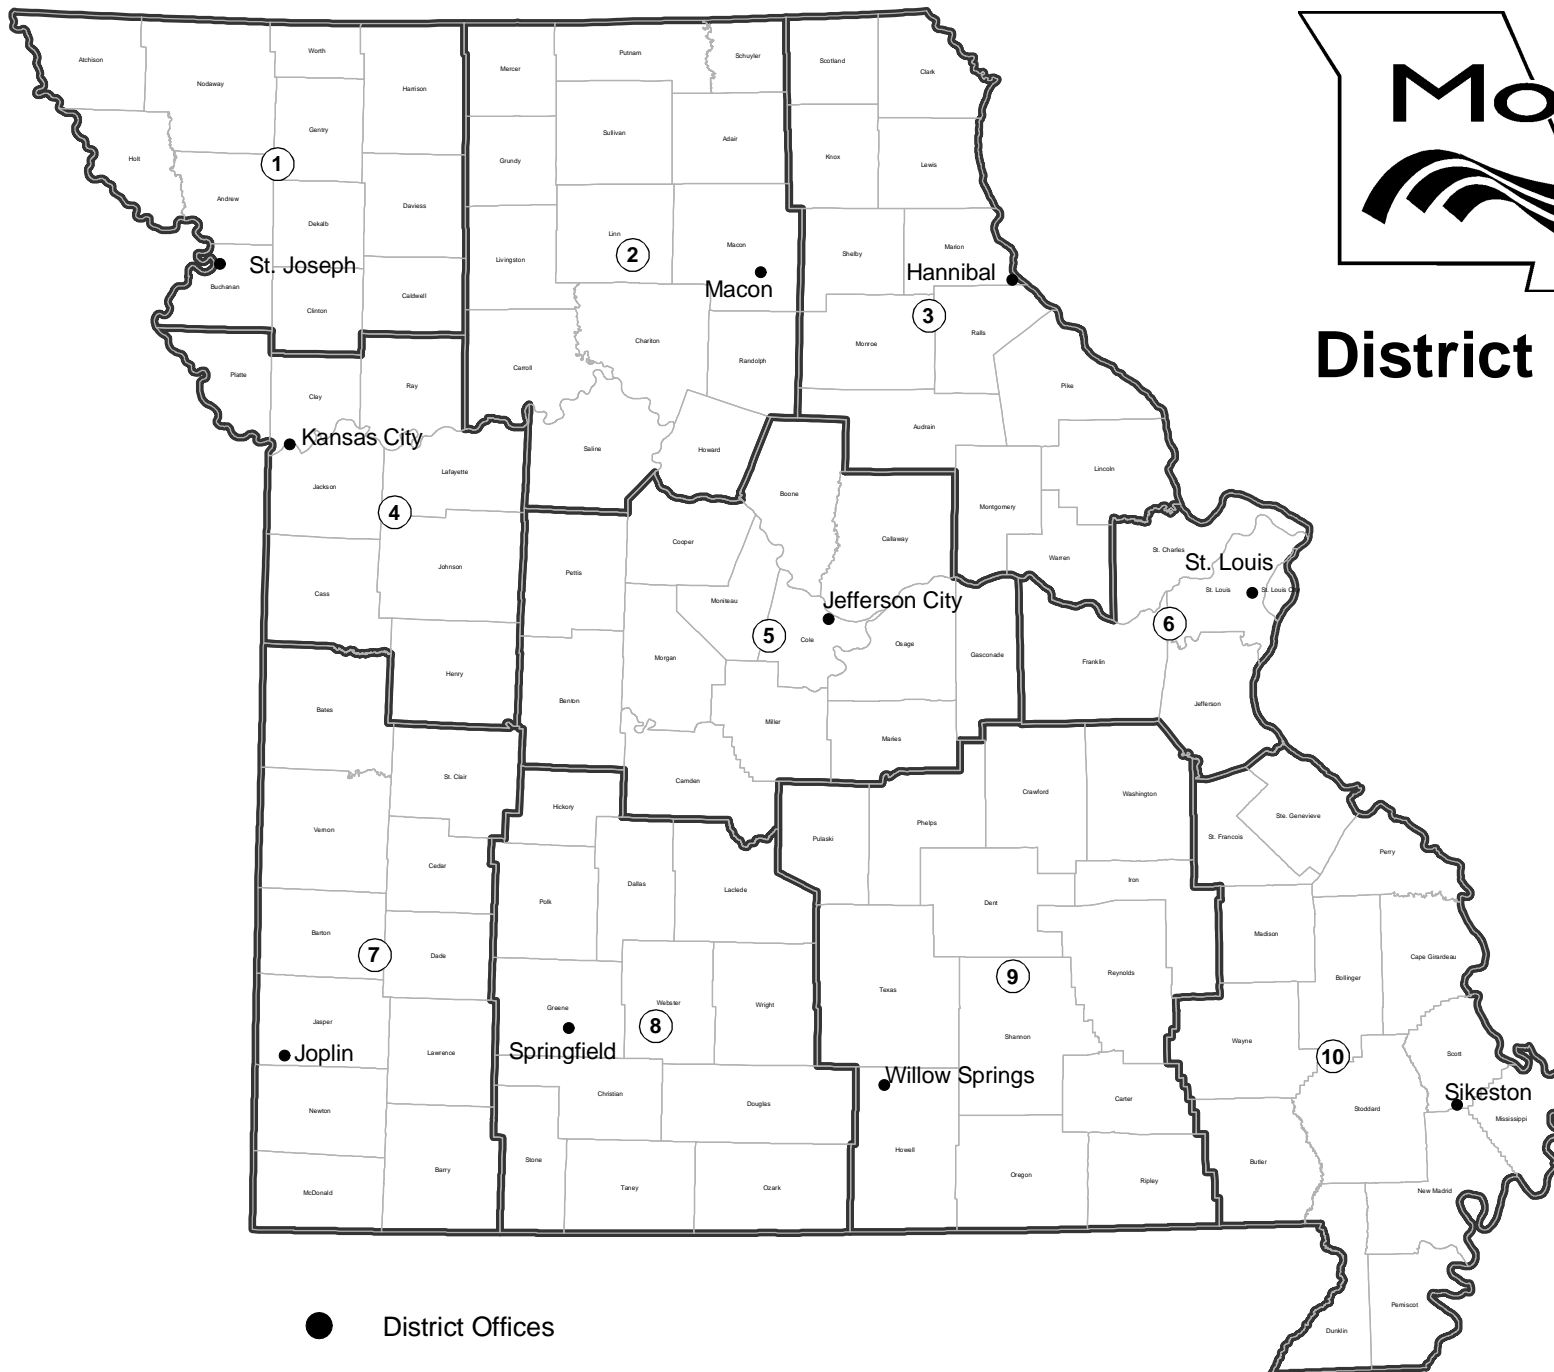 Mo
District
Atchison
Nodaway
Worth
Harrison
Mercer
Putnam
Schuyler
Scotland
Clark
Holt
Gentry
Sullivan
Adair
Grundy
Knox
Lewis
1
Andrew
Dekalb
Daviess
Linn
2
Macon
Livingston
Shelby
Marion
St. Joseph
Buchanan
Clinton
Caldwell
Macon
Hannibal
3
Chariton
Randolph
Monroe
Ralls
Platte
Clay
Ray
Carroll
Pike
Kansas City
Saline
Howard
Audrain
Lafayette
Jackson
4
Boone
Montgomery
Lincoln
Cooper
Callaway
Warren
St. Charles
St. Louis
Johnson
Pettis
Cass
Moniteau
Jefferson City
St. Louis
St. Louis
5
Cole
Osage
Gasconade
6
Franklin
Morgan
Henry
Benton
Jefferson
Bates
Miller
Maries
St. Clair
Camden
Hickory
Crawford
Washington
Vernon
Pulaski
Phelps
St. Francois
Ste. Genevieve
Perry
Cedar
Polk
Dallas
Laclede
Dent
Iron
Barton
7
Dade
Madison
Bollinger
Cape Girardeau
Texas
9
Reynolds
Jasper
Greene
Webster
Wright
8
Shannon
Joplin
Lawrence
Springfield
Wayne
10
Scott
Willow Springs
Newton
Christian
Douglas
Carter
Stoddard
Sikeston
Mississippi
McDonald
Barry
Stone
Taney
Ozark
Howell
Oregon
Ripley
Butler
New Madrid
Pemiscot
Dunlin
District Offices